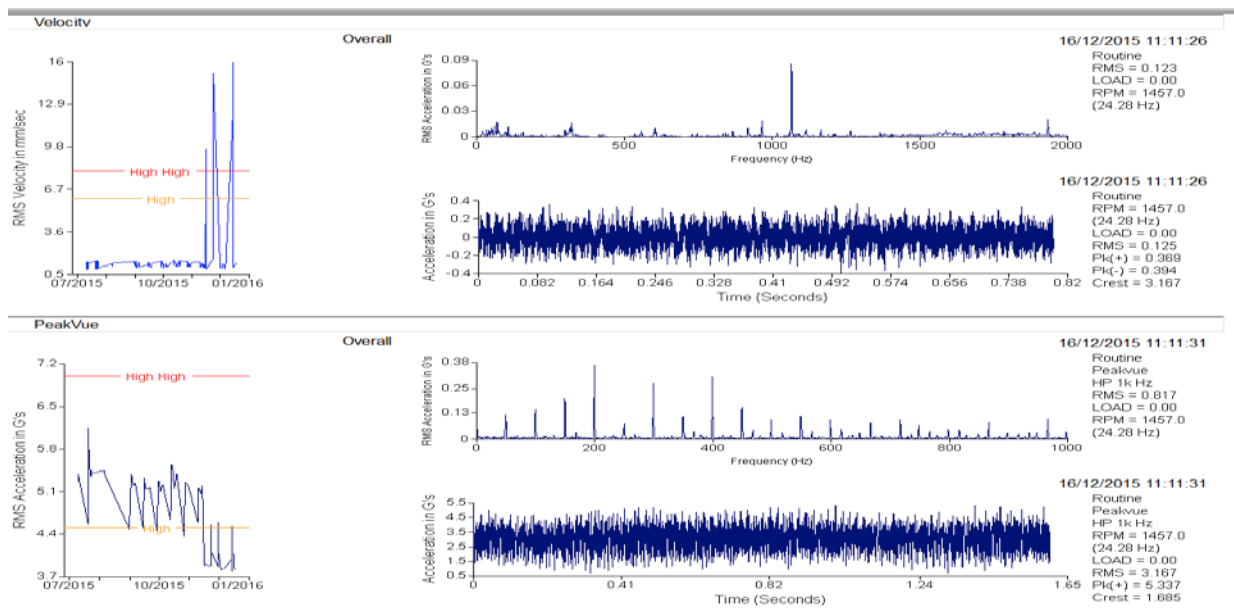 Velocity
Overall
16/12/2015 11:11:26
RMS Velocity in mm/sec
16
12.9
9.8
6.7
3.6
0.5
High High
High
07/2015
10/2015
01/2016
RMS Acceleration in G's
0.09
0.06
0.03
0
0
500
1000
1500
2000
Frequency (Hz)
Routine
RMS = 0.123
LOAD = 0.00
RPM = 1457.0
(24.28 Hz)
16/12/2015 11:11:26
Acceleration in G's
0.4
0.2
0
-0.2
-0.4
0
0.082
0.164
0.246
0.328
0.41
0.492
0.574
0.656
0.738
0.82
Time (Seconds)
Routine
RPM = 1457.0
(24.28 Hz)
LOAD = 0.00
RMS = 0.125
Pk(+) = 0.369
Pk(-) = 0.394
Crest = 3.167
PeakVue
Overall
16/12/2015 11:11:31
RMS Acceleration in G's
7.2
6.5
5.8
5.1
4.4
3.7
High High
High
07/2015
10/2015
01/2016
RMS Acceleration in G's
0.38
0.25
0.13
0
0
200
400
600
800
1000
Frequency (Hz)
Routine
Peakvue
HP 1k Hz
RMS = 0.817
LOAD = 0.00
RPM = 1457.0
(24.28 Hz)
16/12/2015 11:11:31
Acceleration in G's
5.5
4.5
3.5
2.5
1.5
0.5
0
0.41
0.82
1.24
1.65
Time (Seconds)
Routine
Peakvue
HP 1k Hz
RPM = 1457.0
(24.28 Hz)
LOAD = 0.00
RMS = 3.167
Pk(+) = 5.337
Crest = 1.685